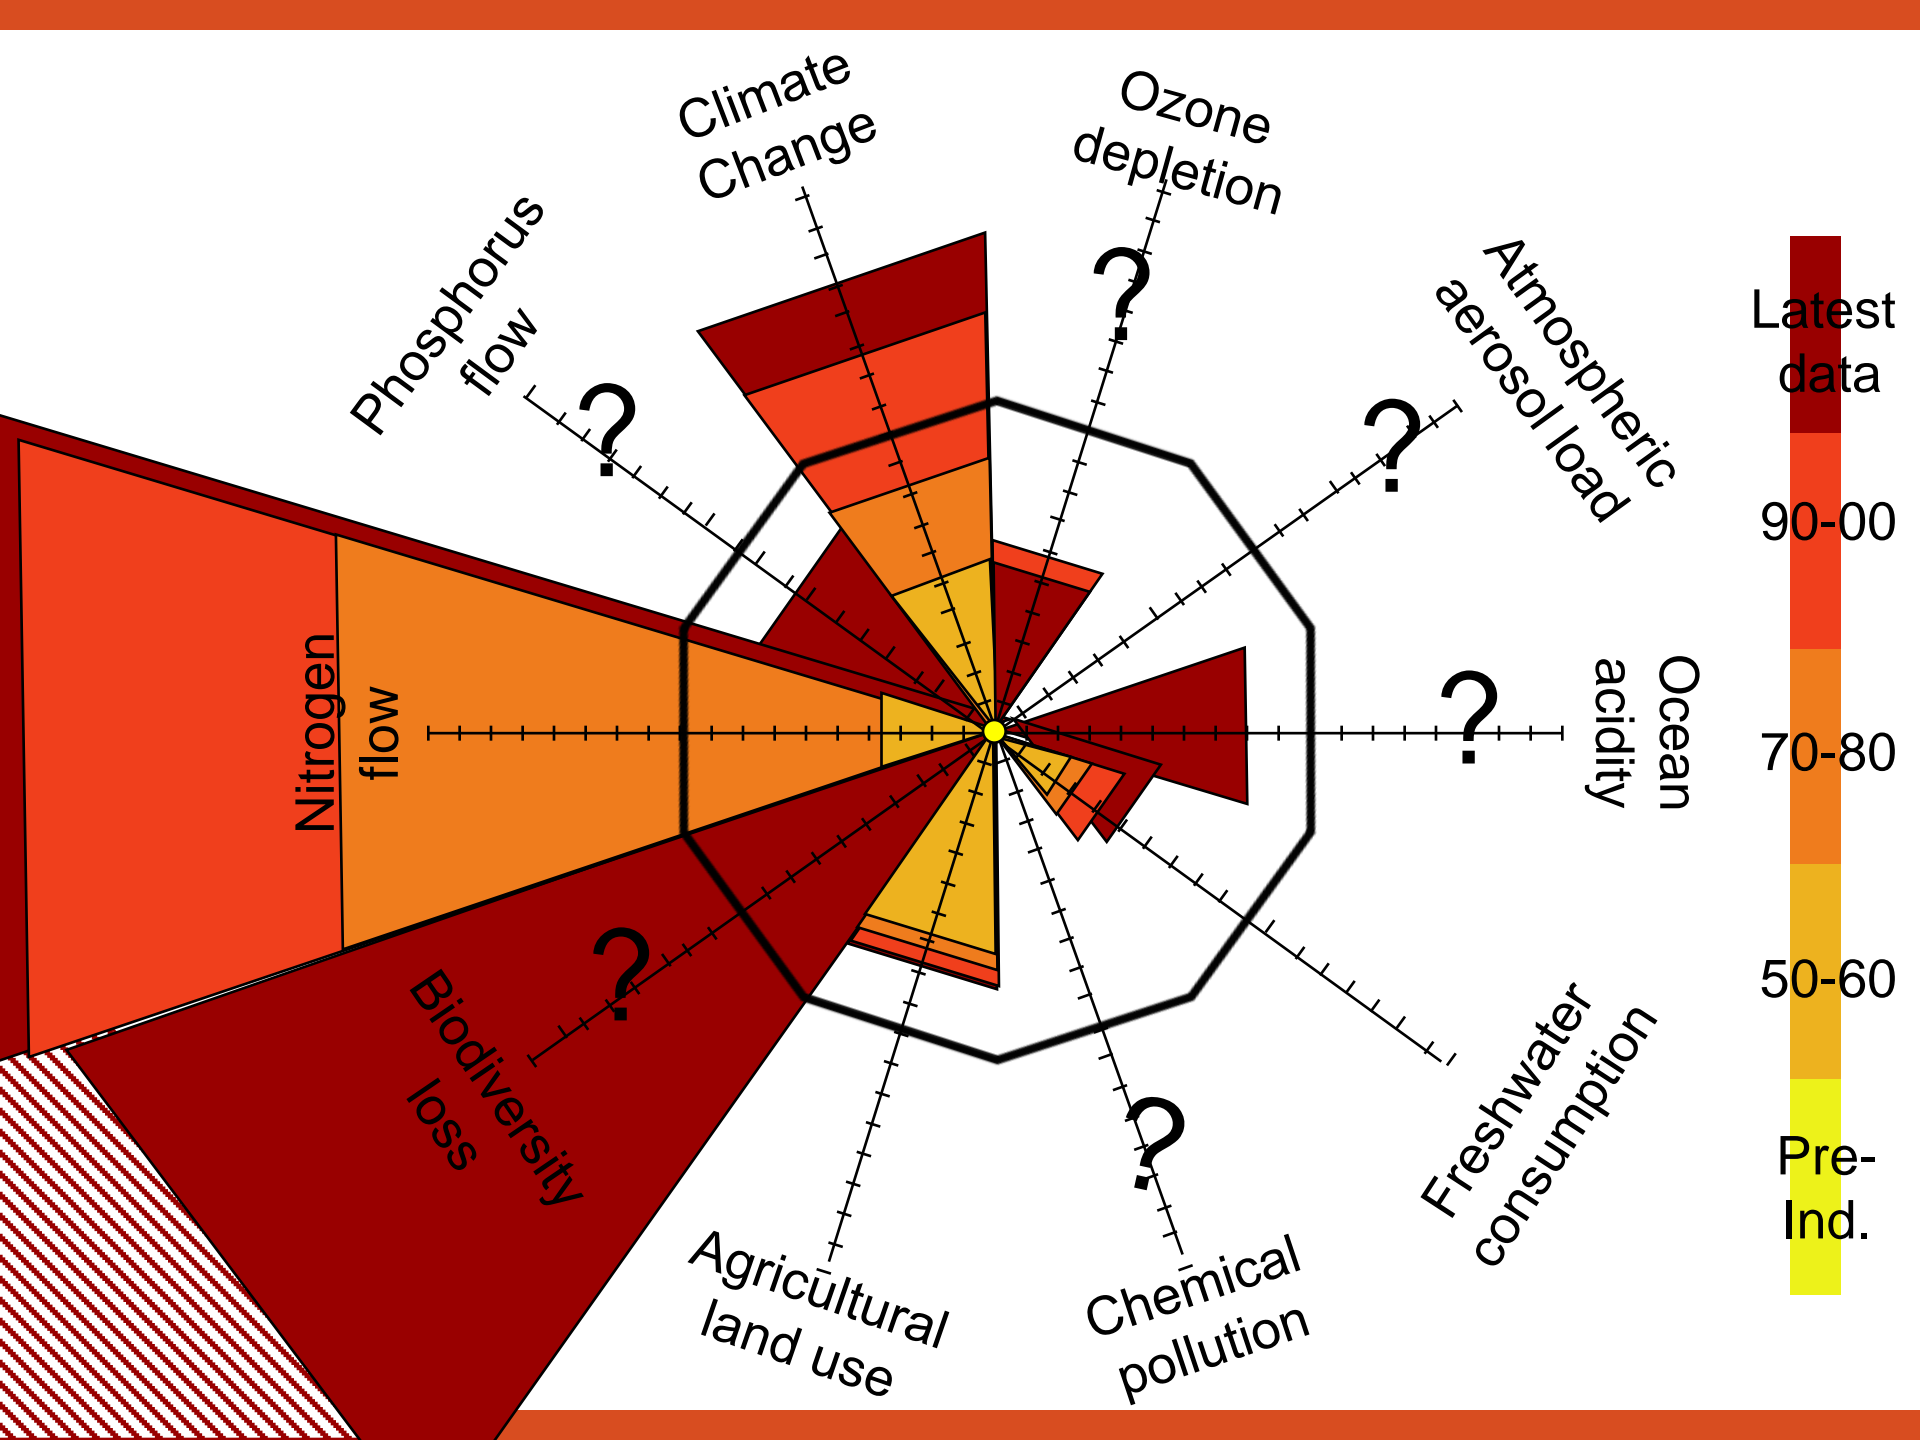 Climate
Change
Ozone
depletion
?
Atmospheric
aerosol load
?
Ocean
acidity
?
Freshwater
consumption
Chemical
pollution
?
Agricultural
land use
Biodiversity
loss
?
Nitrogen
flow
Phosphorus
flow
?
Latest
data
90-00
70-80
50-60
Pre-
Ind.